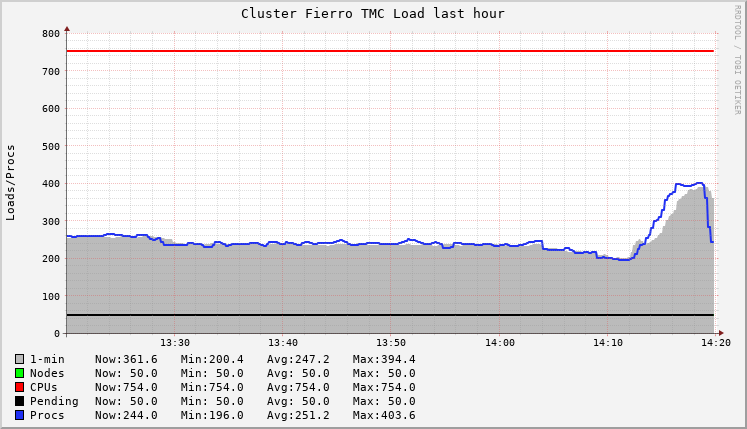 Cluster Fierro TMC Load last hour
RRDTOOL / TOBI OETIKER
Loads/Procs
800
700
600
500
400
300
200
100
0
13:30 13:40 13:50 14:00 14:10 14:20
1-min Now:361.6 Min:200.4 Avg:247.2 Max:394.4
Nodes Now: 50.0 Min: 50.0 Avg: 50.0 Max: 50.0
CPUs Now:754.0 Min:754.0 Avg:754.0 Max:754.0
Pending Now: 50.0 Min: 50.0 Avg: 50.0 Max: 50.0
Procs Now:244.0 Min:196.0 Avg:251.2 Max:403.6